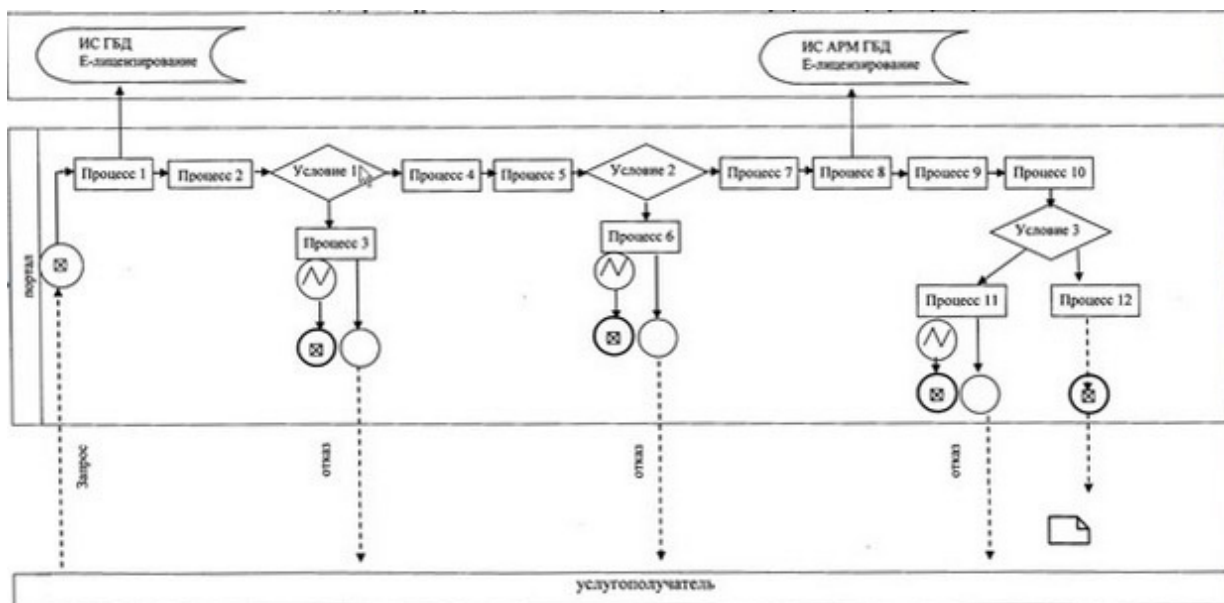 ИС ГБД
Е-лицензирование
ИС АРМ ГБД
Е-лицензирование
портал
Процесс 1
Процесс 2
Условие 1
Процесс 4
Процесс 5
Условие 2
Процесс 7
Процесс 8
Процесс 9
Процесс 10
Процесс 3
Процесс 6
Условие 3
Процесс 11
Процесс 12
Запрос
отказ
отказ
отказ
услугополучатель